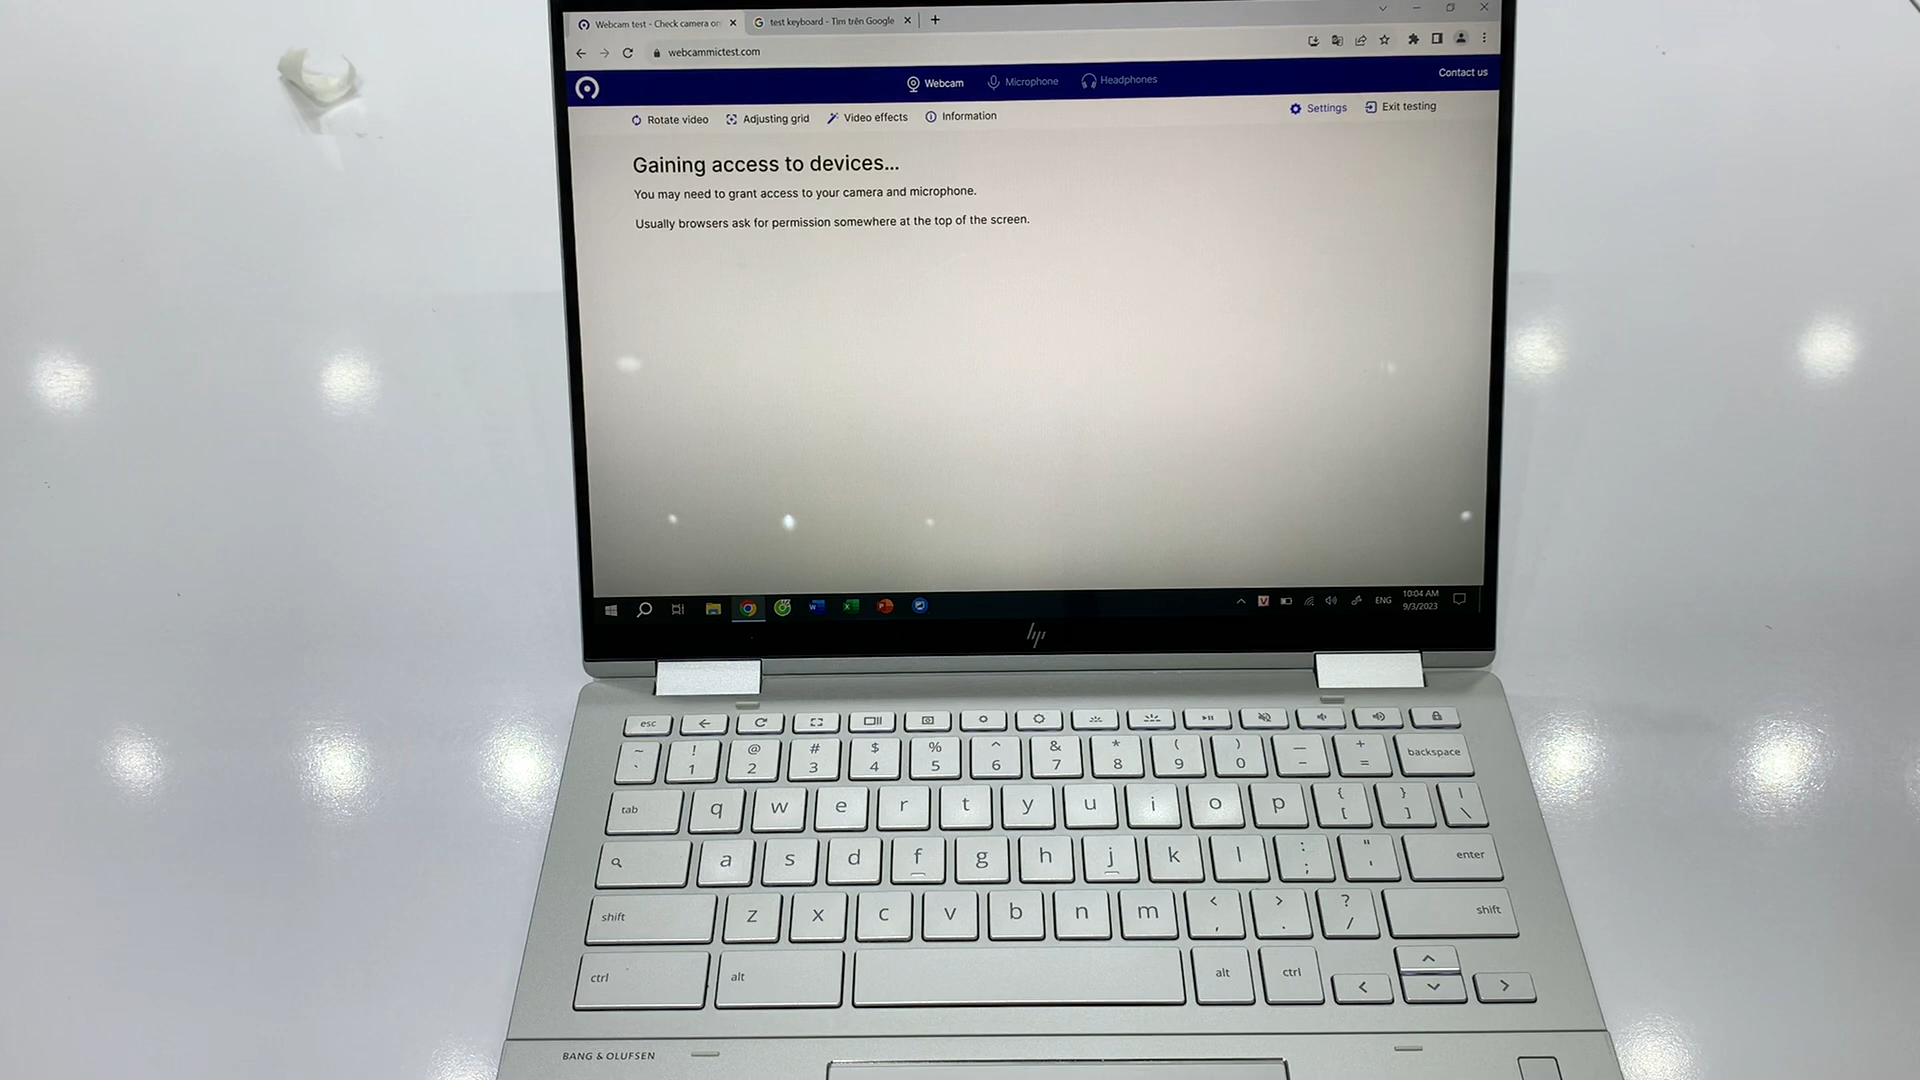 Webcam test - Check camera on
test keyboard - Tìm trên Google
webcammictest.com
Webcam Microphone Headphones Contact us
Rotate video Adjusting grid Video effects Information Settings Exit testing
Gaining access to devices...
You may need to grant access to your camera and microphone.
Usually browsers ask for permission somewhere at the top of the screen.
ENG 10:04 AM
9/3/2023
hp
esc
~ ! @ # $ % ^ & * ( ) — +
` 1 2 3 4 5 6 7 8 9 0 - = backspace
tab q w e r t y u i o p { [ } ] | \
a s d f g h j k l : ; " ' enter
shift z x c v b n m < , > . ? / shift
ctrl alt alt ctrl
BANG & OLUFSEN